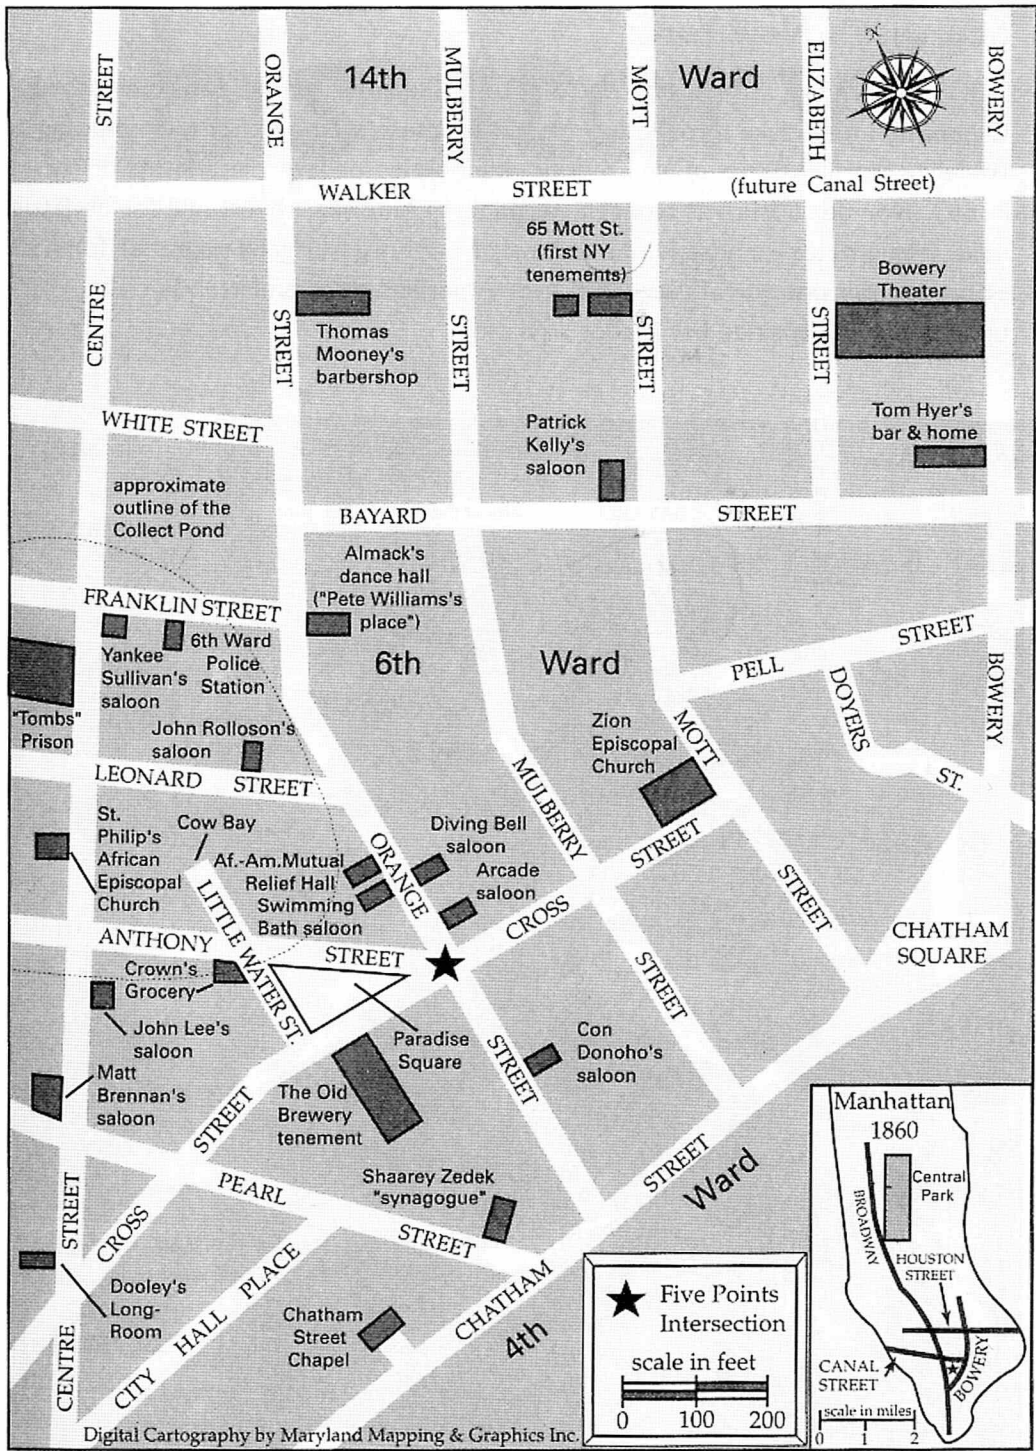 14th
Ward
STREET
ORANGE
MULBERRY
MOTT
ELIZABETH
BOWERY
N
WALKER
STREET
(future Canal Street)
65 Mott St.
(first NY
tenements)
Bowery
Theater
CENTRE
STREET
STREET
STREET
STREET
Thomas
Mooney's
barbershop
WHITE STREET
Patrick
Kelly's
saloon
Tom Hyer's
bar & home
approximate
outline of the
Collect Pond
BAYARD
STREET
Almack's
dance hall
("Pete Williams's
place")
FRANKLIN STREET
Yankee
Sullivan's
saloon
6th Ward
Police
Station
6th
Ward
PELL
STREET
DOYERS
ST.
BOWERY
"Tombs"
Prison
John Rolloson's
saloon
Zion
Episcopal
Church
MOTT
STREET
LEONARD STREET
MULBERRY
STREET
St.
Philip's
African
Episcopal
Church
Cow Bay
Af.-Am.Mutual
Relief Hall
Swimming
Bath saloon
ORANGE
STREET
Diving Bell
saloon
Arcade
saloon
CROSS
STREET
LITTLE WATER ST.
ANTHONY
STREET
CHATHAM
SQUARE
Crown's
Grocery
John Lee's
saloon
Paradise
Square
Con
Donoho's
saloon
Matt
Brennan's
saloon
The Old
Brewery
tenement
CROSS
STREET
PEARL
STREET
Shaarey Zedek
"synagogue"
CENTRE
STREET
Dooley's
Long-
Room
CITY HALL PLACE
Chatham
Street
Chapel
CHATHAM
STREET
4th
Ward
Five Points
Intersection
scale in feet
0 100 200
Manhattan
1860
Central
Park
BROADWAY
HOUSTON
STREET
CANAL
STREET
BOWERY
scale in miles
0 1 2
Digital Cartography by Maryland Mapping & Graphics Inc.